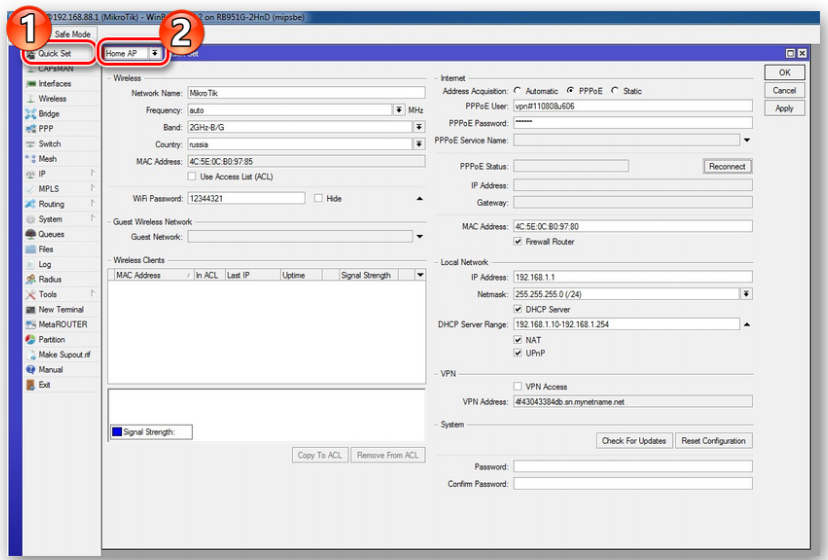 1
2
@192.168.88.1 (MikroTik) - Win 2 on RB951G-2HnD (mipsbe)
Safe Mode
Quick Set
CAPsMAN
Interfaces
Wireless
Bridge
PPP
Switch
Mesh
IP
MPLS
Routing
System
Queues
Files
Log
Radius
Tools
New Terminal
MetaROUTER
Partition
Make Supout.rif
Manual
Exit
Home AP
Wireless
Network Name: MikroTik
Frequency: auto MHz
Band: 2GHz-B/G
Country: russia
MAC Address: 4C:5E:0C:B0:97:85
Use Access List (ACL)
WiFi Password: 12344321 Hide
Guest Wireless Network
Guest Network:
Wireless Clients
MAC Address / In ACL Last IP Uptime Signal Strength
Signal Strength:
Copy To ACL Remove From ACL
Internet
Address Acquisition: Automatic PPPoE Static
PPPoE User: vpn#110808u606
PPPoE Password: ******
PPPoE Service Name:
PPPoE Status: Reconnect
IP Address:
Gateway:
MAC Address: 4C:5E:0C:B0:97:80
Firewall Router
Local Network
IP Address: 192.168.1.1
Netmask: 255.255.255.0 (/24)
DHCP Server
DHCP Server Range: 192.168.1.10-192.168.1.254
NAT
UPnP
VPN
VPN Access
VPN Address: 4f43043384db.sn.mynetname.net
System
Check For Updates Reset Configuration
Password:
Confirm Password:
OK
Cancel
Apply